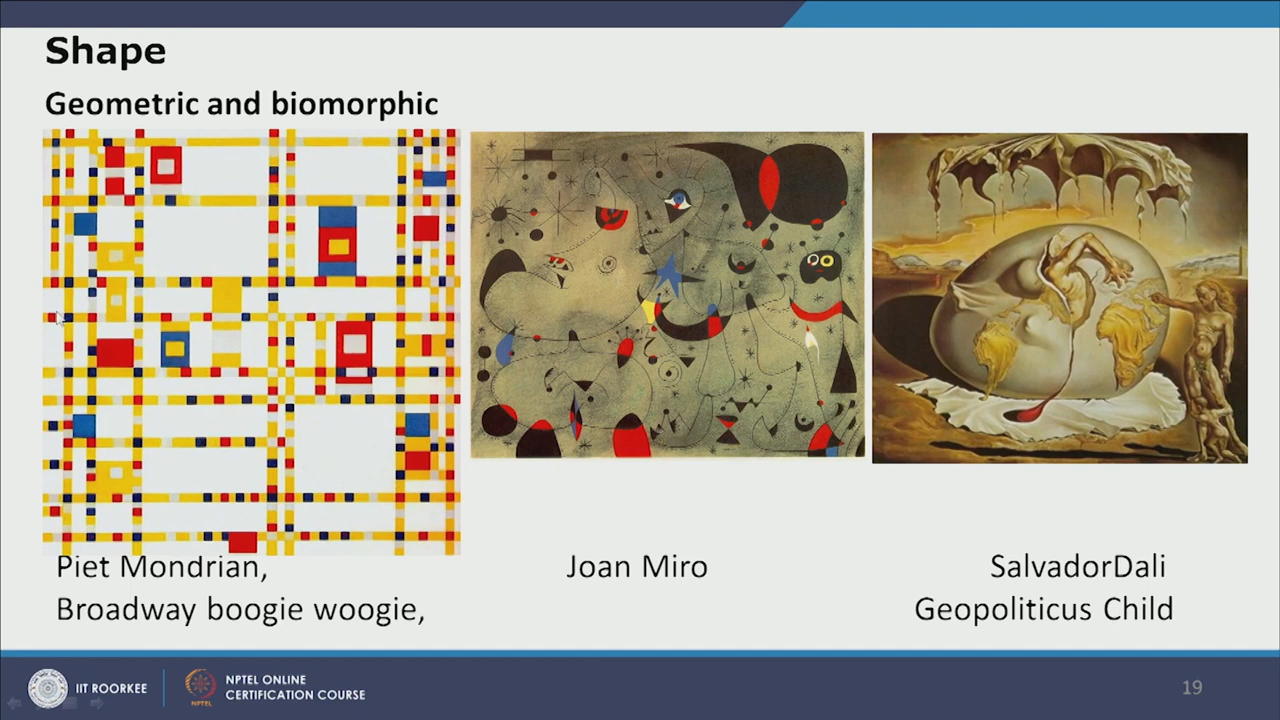 Shape
Geometric and biomorphic
Piet Mondrian,
Broadway boogie woogie,
Joan Miro
SalvadorDali
Geopoliticus Child
IIT ROORKEE
NPTEL
NPTEL ONLINE
CERTIFICATION COURSE
19